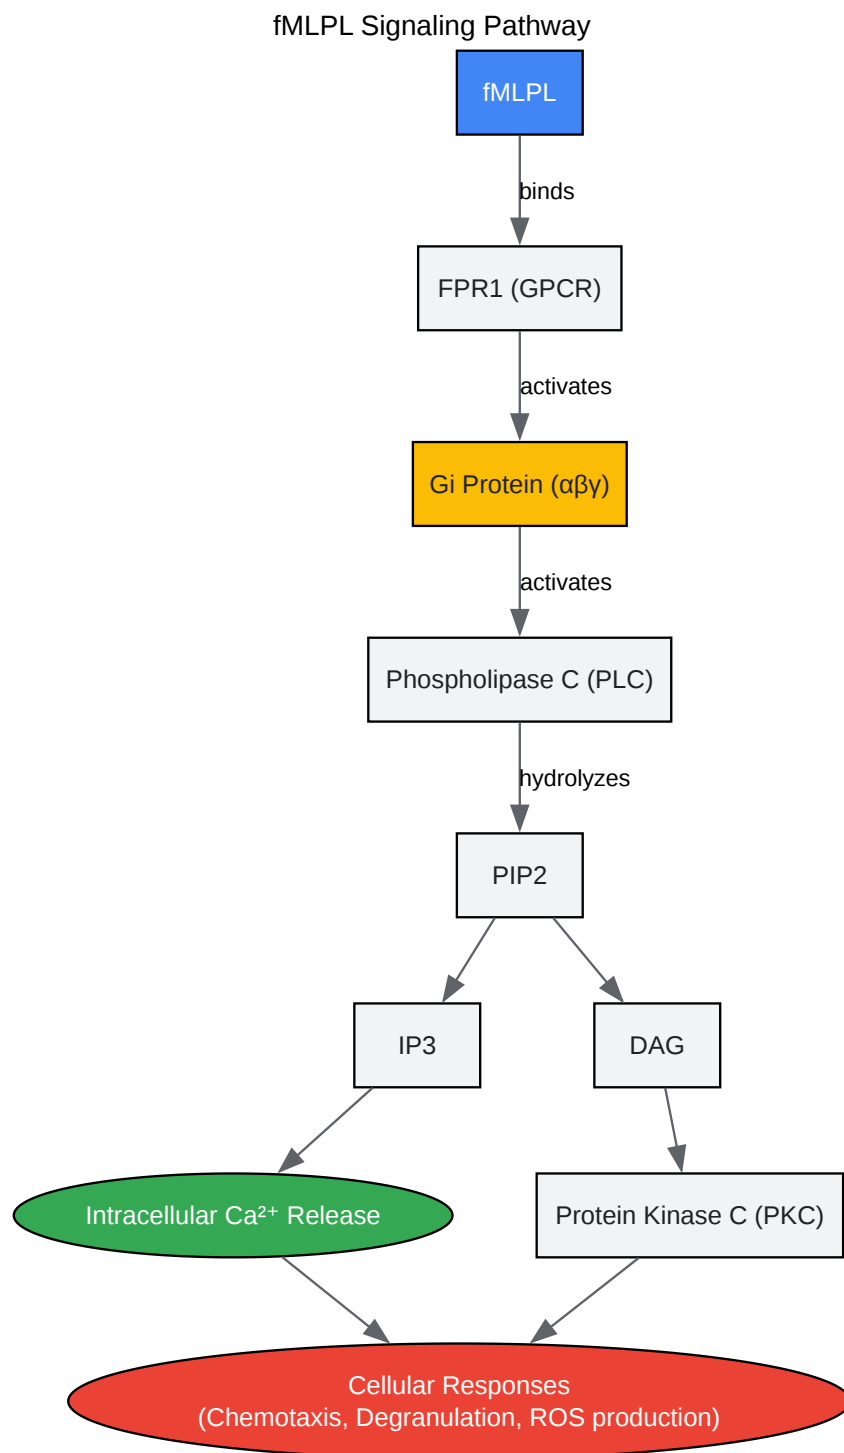 fMLPL Signaling Pathway
fMLPL
binds
FPR1 (GPCR)
activates
Gi Protein (αβγ)
activates
Phospholipase C (PLC)
hydrolyzes
PIP2
IP3
DAG
Intracellular Ca²⁺ Release
Protein Kinase C (PKC)
Cellular Responses
(Chemotaxis, Degranulation, ROS production)